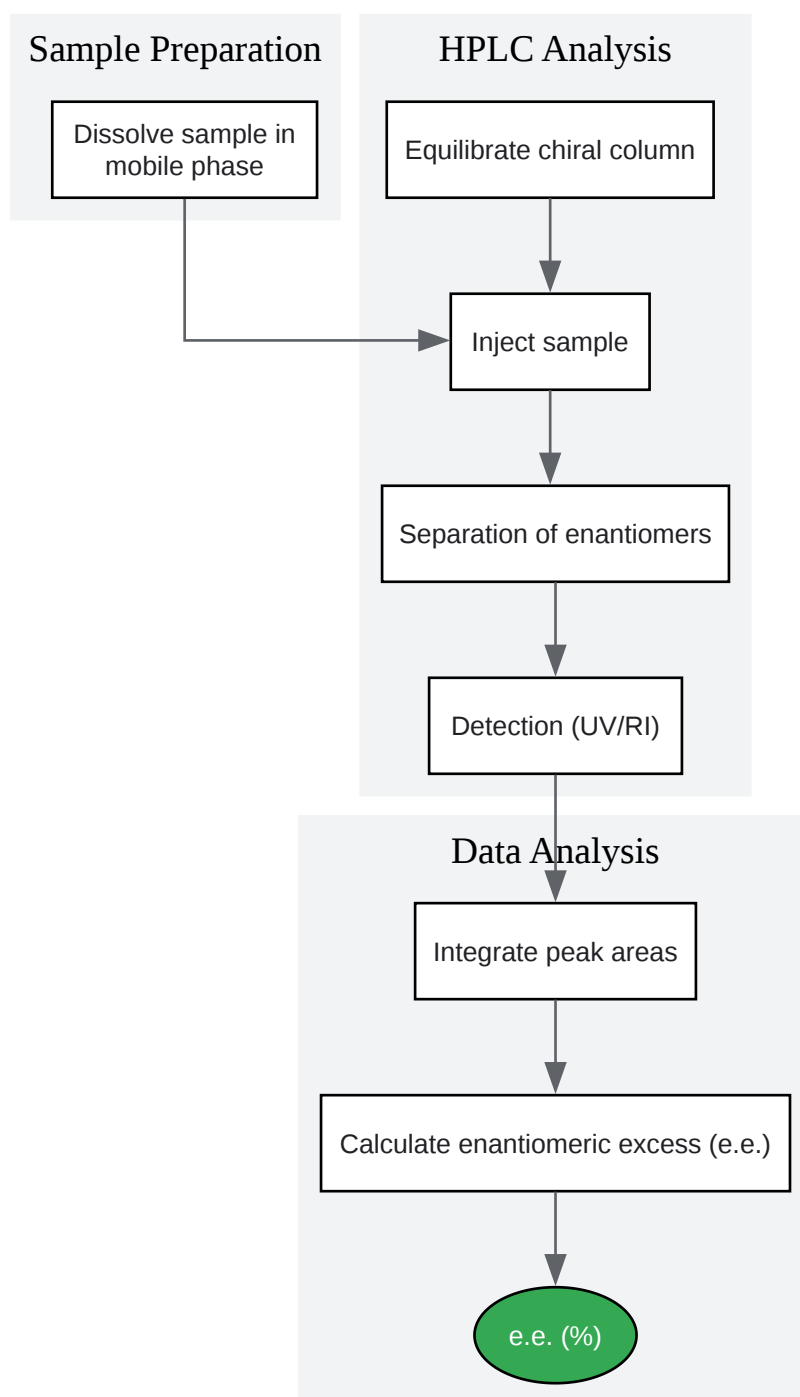 Sample Preparation
Dissolve sample in
mobile phase
HPLC Analysis
Equilibrate chiral column
Inject sample
Separation of enantiomers
Detection (UV/RI)
Data Analysis
Integrate peak areas
Calculate enantiomeric excess (e.e.)
e.e. (%)